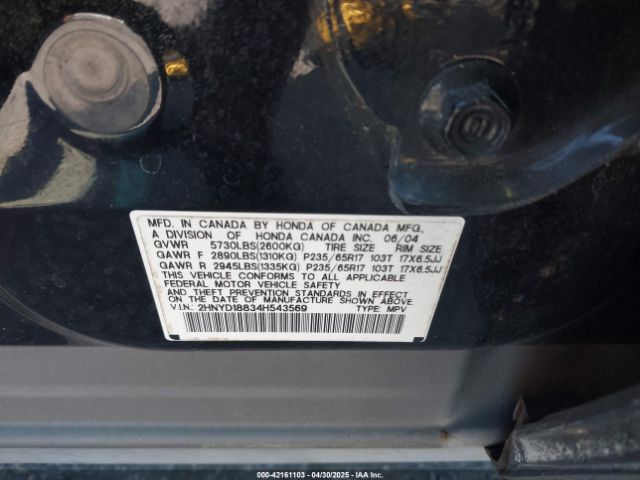 MFD. IN CANADA BY HONDA OF CANADA MFG.,
A DIVISION OF HONDA CANADA INC. 06/04
GVWR 5730LBS(2600KG) TIRE SIZE RIM SIZE
GAWR F 2890LBS(1310KG) P235/65R17 103T 17X6.5JJ
GAWR R 2945LBS(1335KG) P235/65R17 103T 17X6.5JJ
THIS VEHICLE CONFORMS TO ALL APPLICABLE
FEDERAL MOTOR VEHICLE SAFETY
AND THEFT PREVENTION STANDARDS IN EFFECT
ON THE DATE OF MANUFACTURE SHOWN ABOVE.
V.I.N.: 2HNYD18834H543569 TYPE: MPV
000-42161103 - 04/30/2025 - IAA Inc.